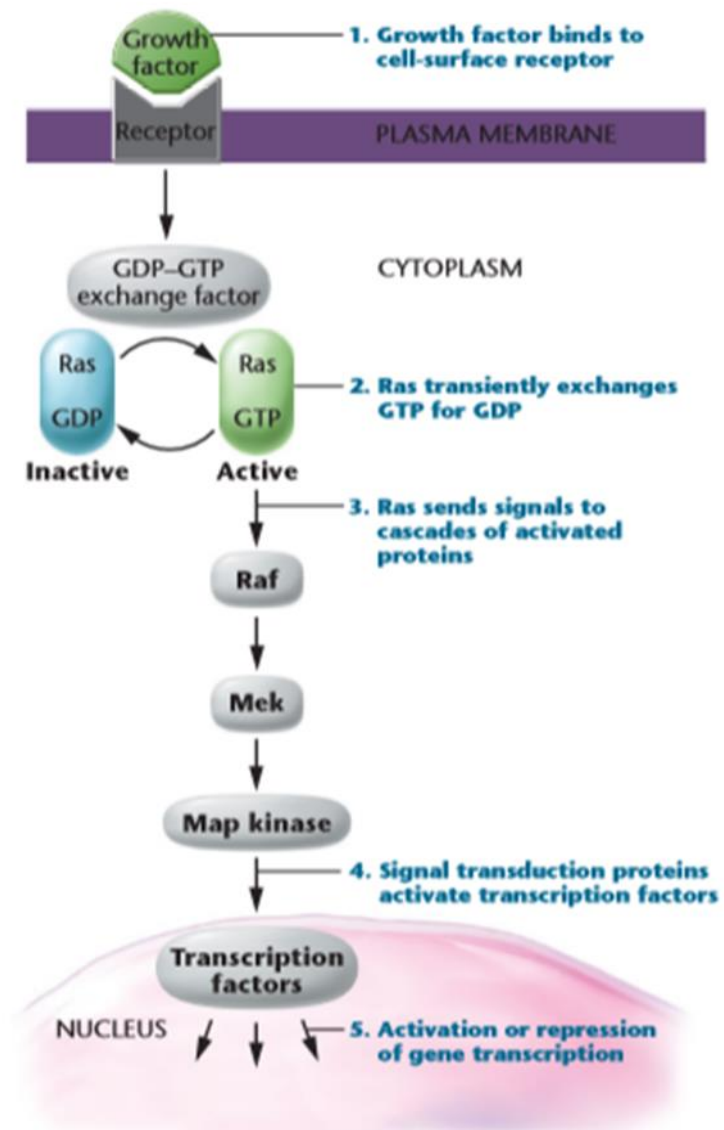 Growth
factor
1. Growth factor binds to
cell-surface receptor
Receptor
PLASMA MEMBRANE
GDP–GTP
exchange factor
CYTOPLASM
Ras
GDP
Inactive
Ras
GTP
Active
2. Ras transiently exchanges
GTP for GDP
3. Ras sends signals to
cascades of activated
proteins
Raf
Mek
Map kinase
4. Signal transduction proteins
activate transcription factors
Transcription
factors
NUCLEUS
5. Activation or repression
of gene transcription